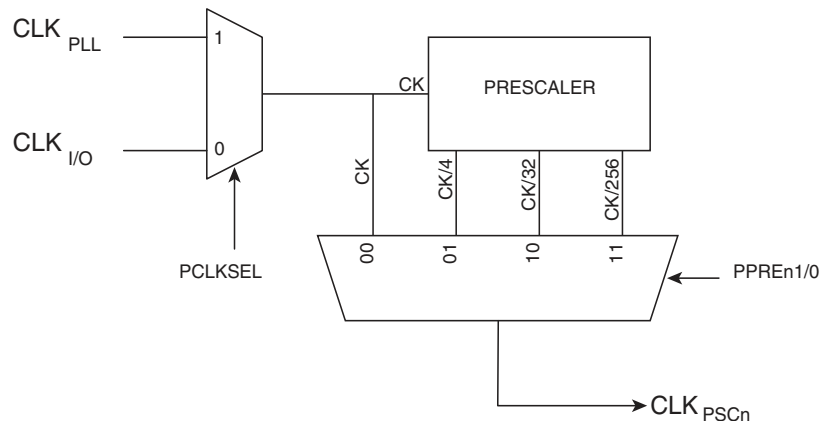 CLK PLL
1
CK
PRESCALER
CLK I/O
0
CK
CK/4
CK/32
CK/256
PCLKSEL
00
01
10
11
PPREn1/0
CLK PSCn